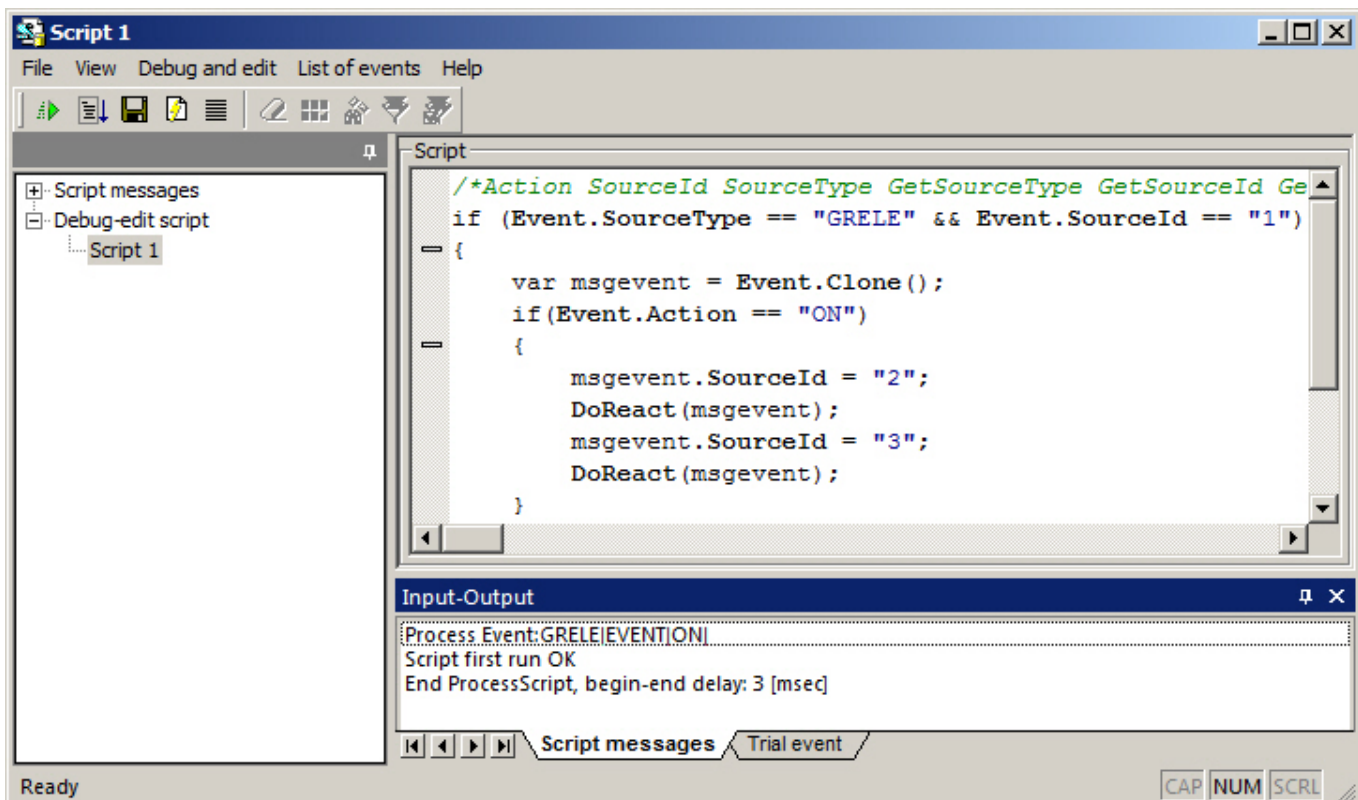 Script 1
File View Debug and edit List of events Help
Script messages
Debug-edit script
Script 1
Script
/*Action SourceId SourceType GetSourceType GetSourceId Ge
if (Event.SourceType == "GRELE" && Event.SourceId == "1")
{
var msgevent = Event.Clone();
if(Event.Action == "ON")
{
msgevent.SourceId = "2";
DoReact(msgevent);
msgevent.SourceId = "3";
DoReact(msgevent);
}
Input-Output
Process Event:GRELE|EVENT|ON|
Script first run OK
End ProcessScript, begin-end delay: 3 [msec]
Script messages Trial event
Ready CAP NUM SCRL